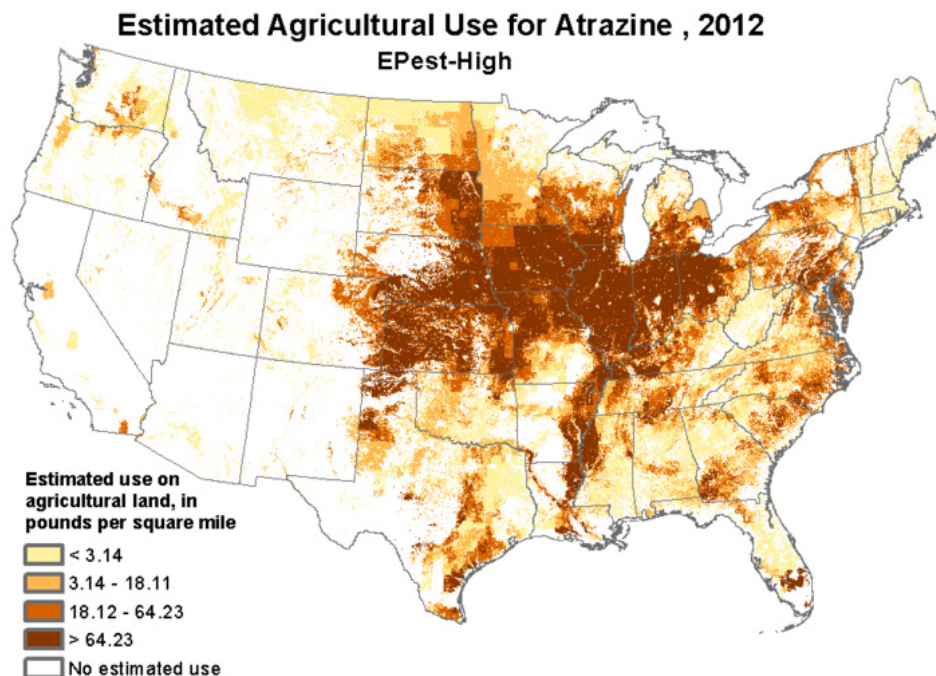 Estimated Agricultural Use for Atrazine , 2012
EPest-High
Estimated use on
agricultural land, in
pounds per square mile
< 3.14
3.14 - 18.11
18.12 - 64.23
> 64.23
No estimated use